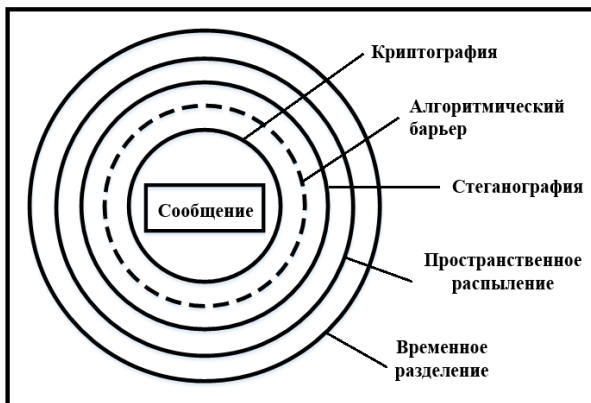 Криптография
Алгоритмический
барьер
Стеганография
Сообщение
Пространственное
распыление
Временное
разделение